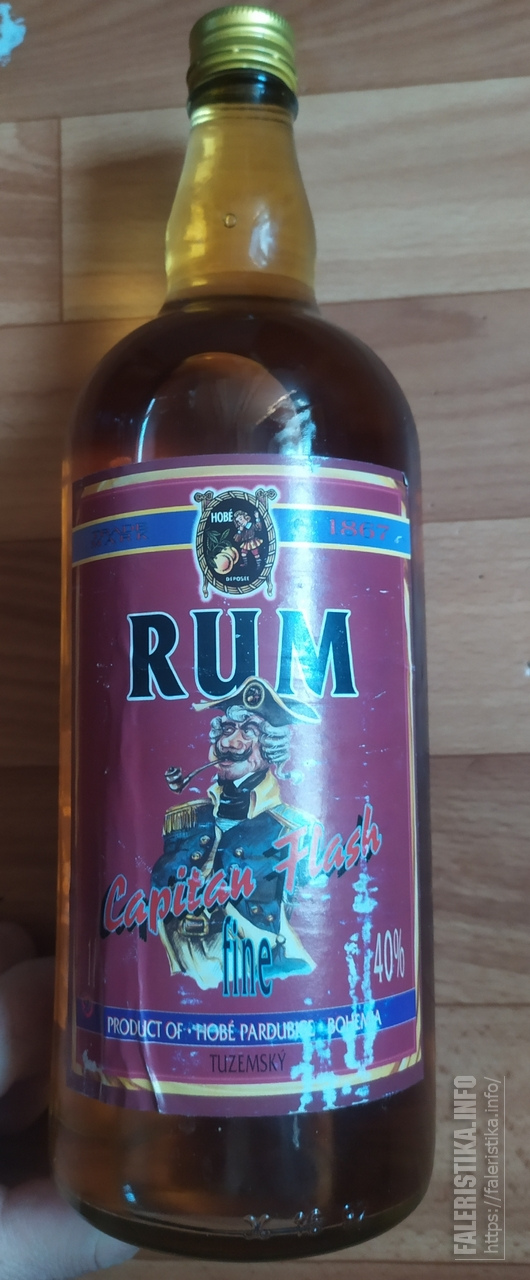 HOBÉ
DEPOSÉE
1867
RUM
Capitan Flash
fine
40%
PRODUCT OF · HOBÉ PARDUBICE · BOHEMIA
TUZEMSKÝ
FALERISTIKA.INFO
https://faleristika.info/